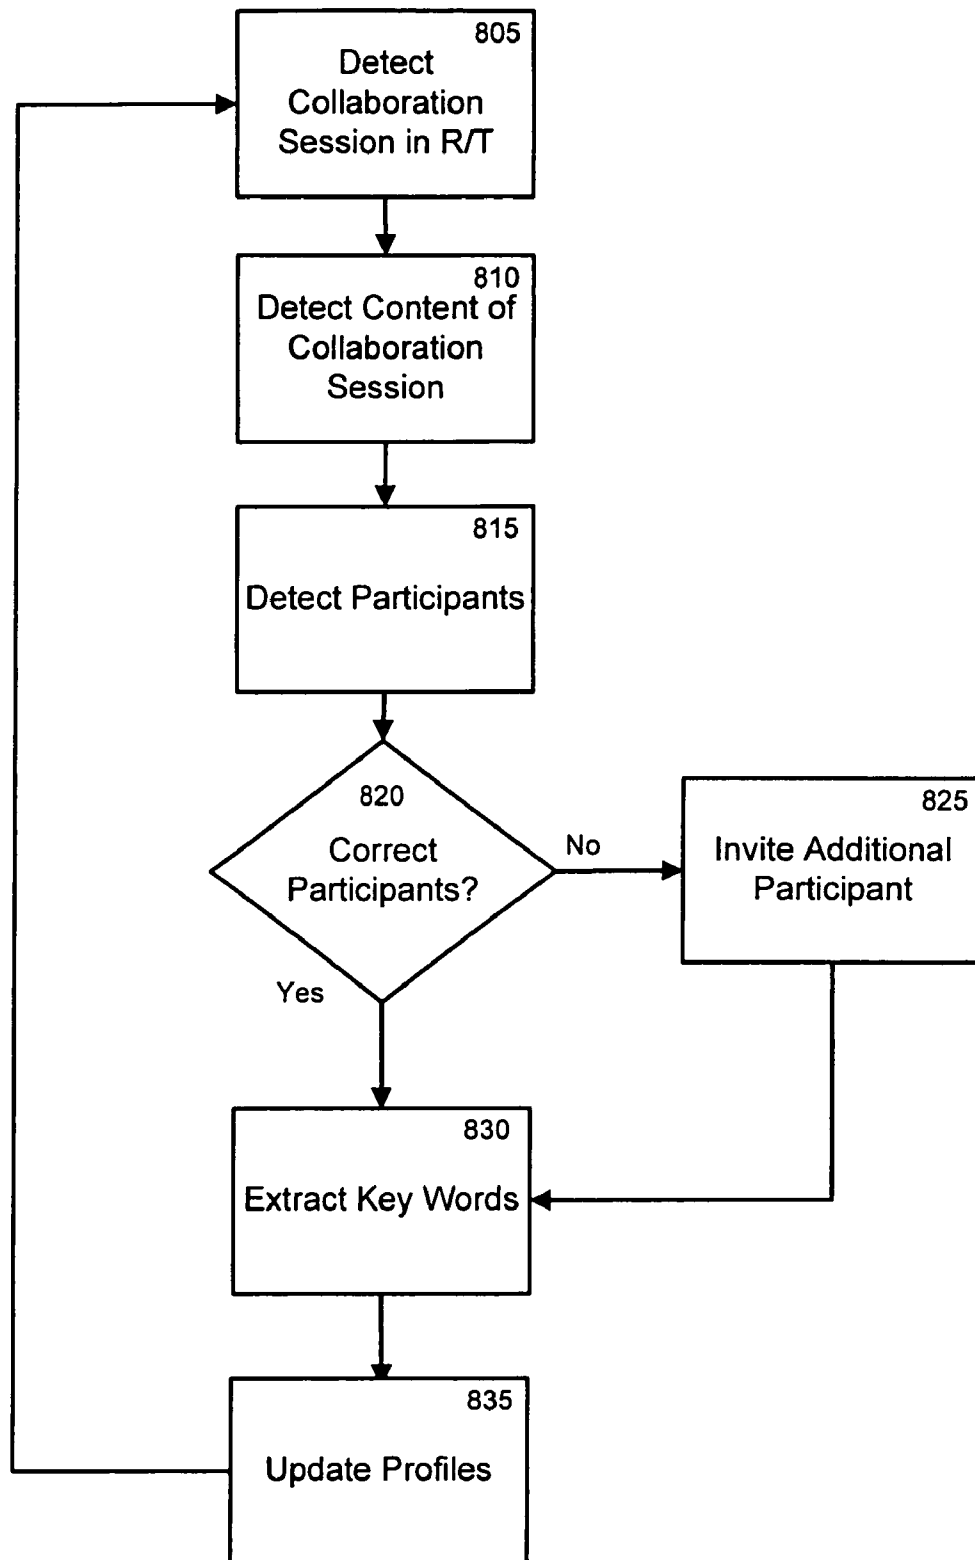 805
Detect
Collaboration
Session in R/T
810
Detect Content of
Collaboration
Session
815
Detect Participants
820
Correct
Participants?
No
Yes
825
Invite Additional
Participant
830
Extract Key Words
835
Update Profiles